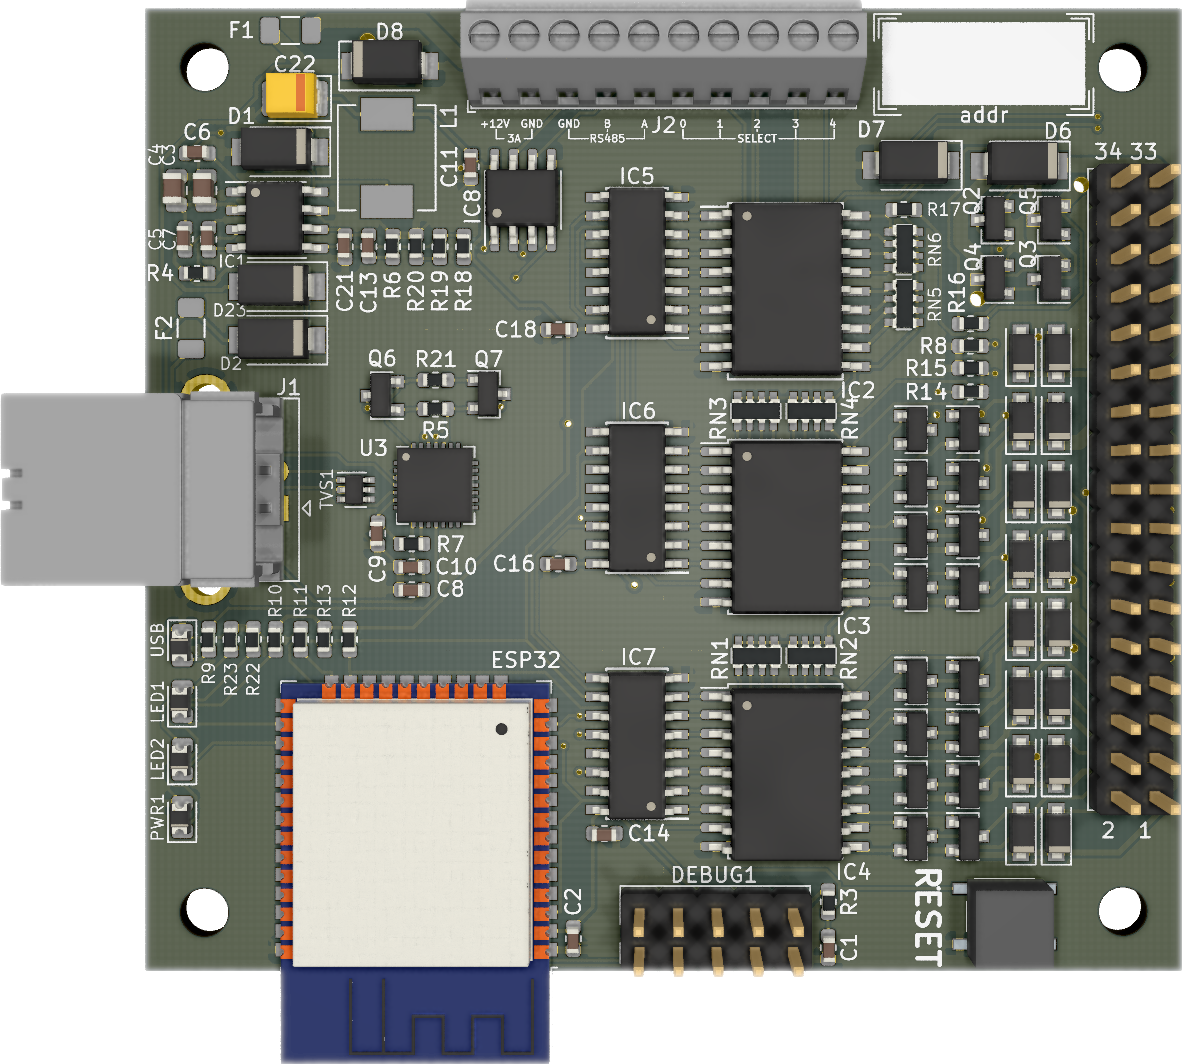 F1
D8
C22
+12V GND GND B A J2 0 1 2 3 4
3A RS485 SELECT
addr
D1
C6
C4
C3
L1
C11
D7
D6
34 33
IC5
IC8
R17
Q2
Q5
C5
C7
IC1
R4
C21
C13
R6
R20
R19
R18
RN6
Q4
Q3
D23
RN5
R16
F2
C18
D2
R8
R15
R14
Q6
R21
Q7
J1
IC2
RN3
RN4
R5
IC6
U3
TVS1
C9
R7
C10
C8
C16
R10
R11
R13
R12
IC3
USB
R9
R23
R22
ESP32
IC7
RN1
RN2
LED1
LED2
PWR1
C14
2 1
DEBUG1
IC4
C2
R3
RESET
C1